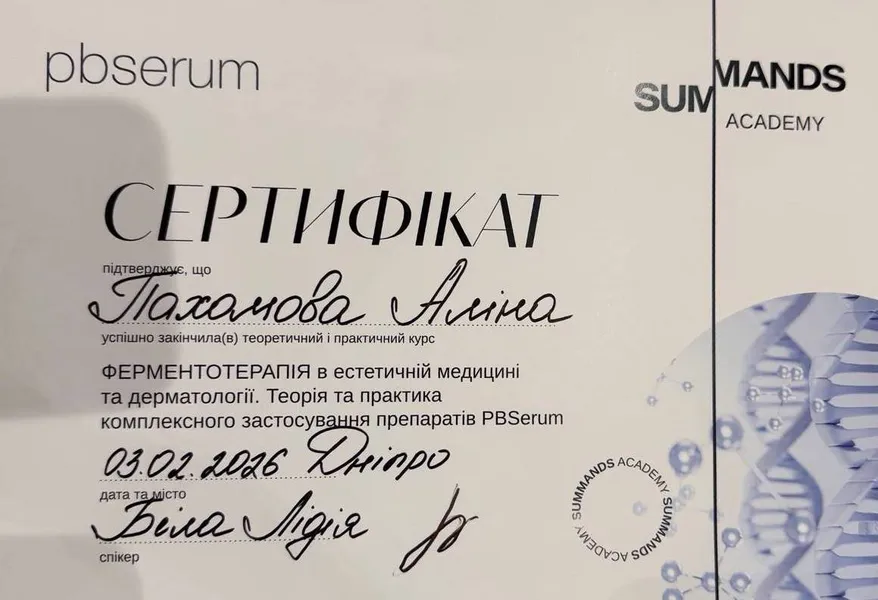 pbserum
SUMMANDS
ACADEMY
СЕРТИФІКАТ
підтверджує, що
Пахомова Аліна
успішно закінчила(в) теоретичний і практичний курс
ФЕРМЕНТОТЕРАПІЯ в естетичній медицині
та дерматології. Теорія та практика
комплексного застосування препаратів PBSerum
03.02.2026 Дніпро
дата та місто
Біла Лідія
спікер
SUMMANDS ACADEMY SUMMANDS ACADEMY